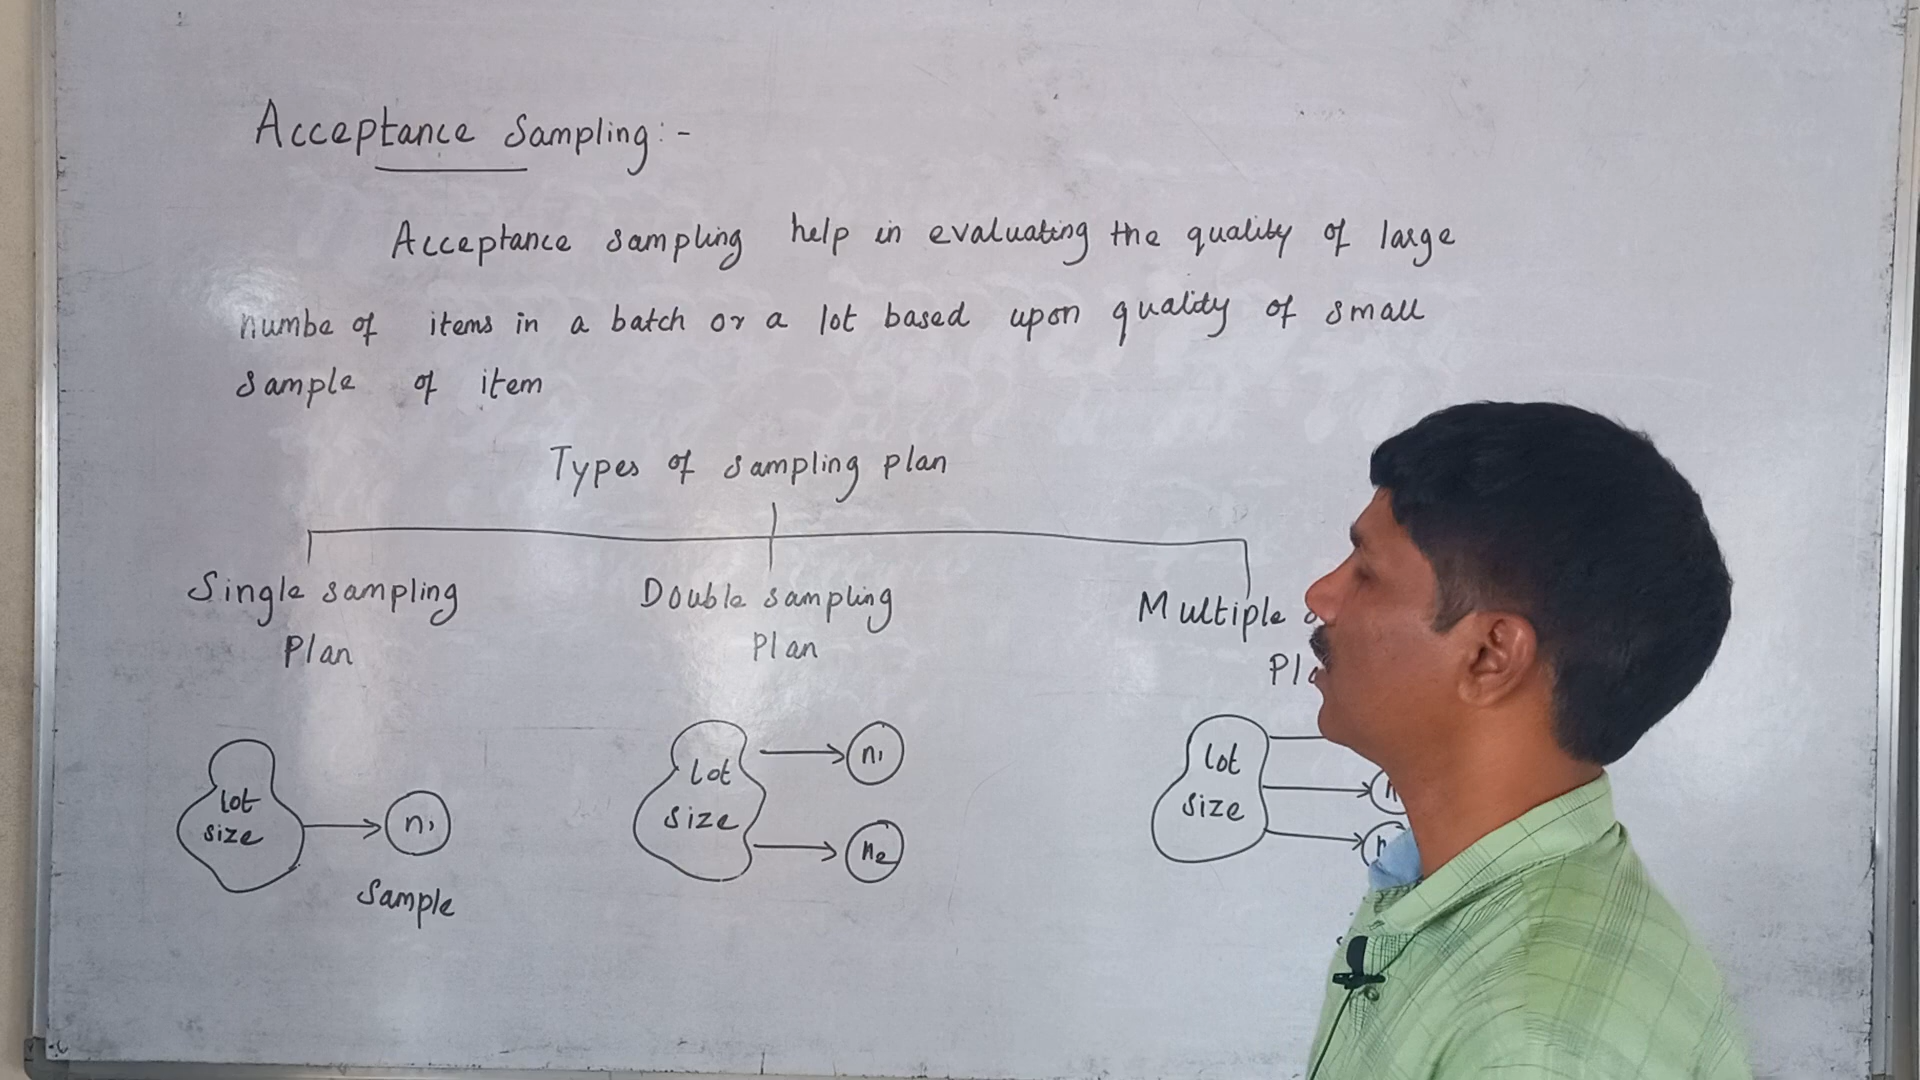 Acceptance Sampling:-
Acceptance sampling help in evaluating the quality of large
numbe of items in a batch or a lot based upon quality of small
sample of item
Types of sampling plan
Single sampling
Plan
Double sampling
Plan
Multiple
lot
size
n1
Sample
lot
size
n1
n2
lot
size